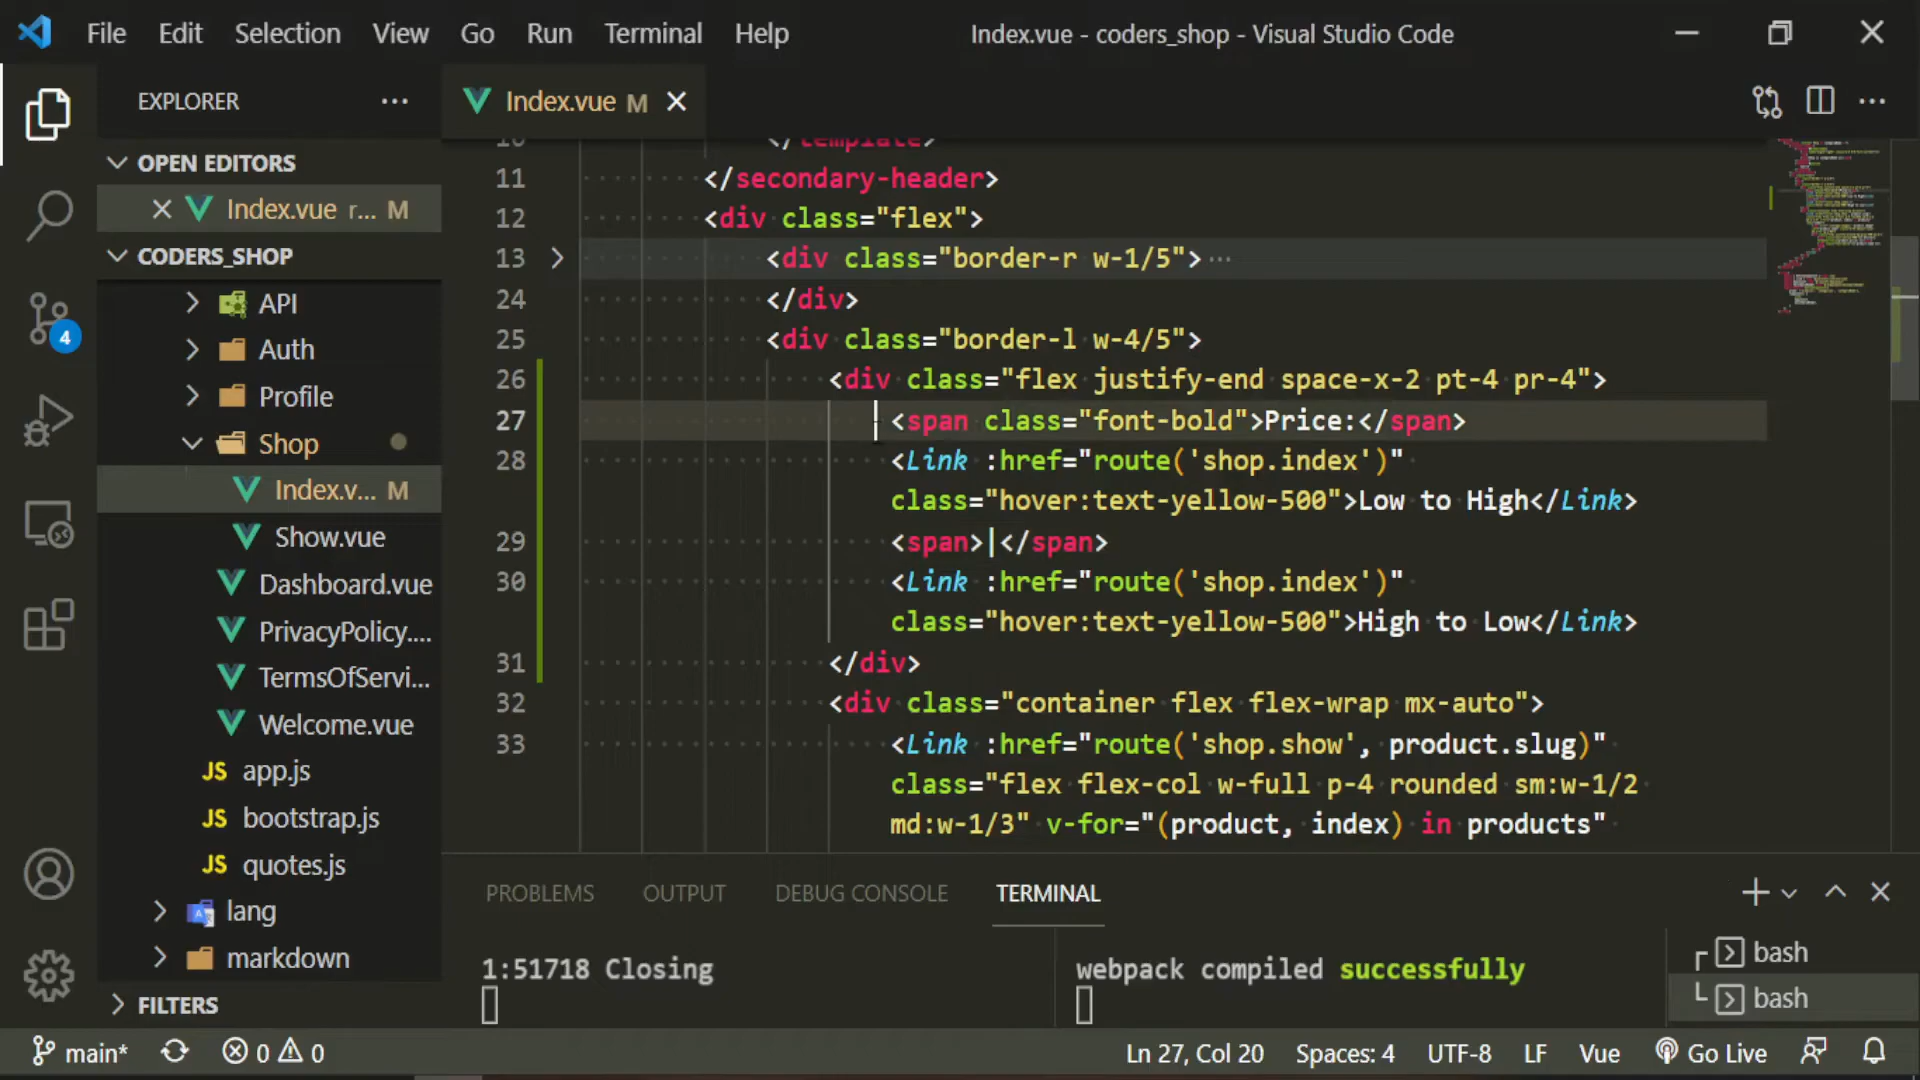 File Edit Selection View Go Run Terminal Help
Index.vue - coders_shop - Visual Studio Code
EXPLORER
OPEN EDITORS
Index.vue r... M
CODERS_SHOP
API
Auth
Profile
Shop
Index.v... M
Show.vue
Dashboard.vue
PrivacyPolicy....
TermsOfServi...
Welcome.vue
JS app.js
JS bootstrap.js
JS quotes.js
lang
markdown
FILTERS
4
Index.vue M
10 </template>
11 </secondary-header>
12 <div class="flex">
13 <div class="border-r w-1/5"> ...
24 </div>
25 <div class="border-l w-4/5">
26 <div class="flex justify-end space-x-2 pt-4 pr-4">
27 <span class="font-bold">Price:</span>
28 <Link :href="route('shop.index')"
class="hover:text-yellow-500">Low to High</Link>
29 <span>|</span>
30 <Link :href="route('shop.index')"
class="hover:text-yellow-500">High to Low</Link>
31 </div>
32 <div class="container flex flex-wrap mx-auto">
33 <Link :href="route('shop.show', product.slug)"
class="flex flex-col w-full p-4 rounded sm:w-1/2
md:w-1/3" v-for="(product, index) in products"
PROBLEMS OUTPUT DEBUG CONSOLE TERMINAL
1:51718 Closing
webpack compiled successfully
bash
bash
main* 0 0
Ln 27, Col 20 Spaces: 4 UTF-8 LF Vue Go Live